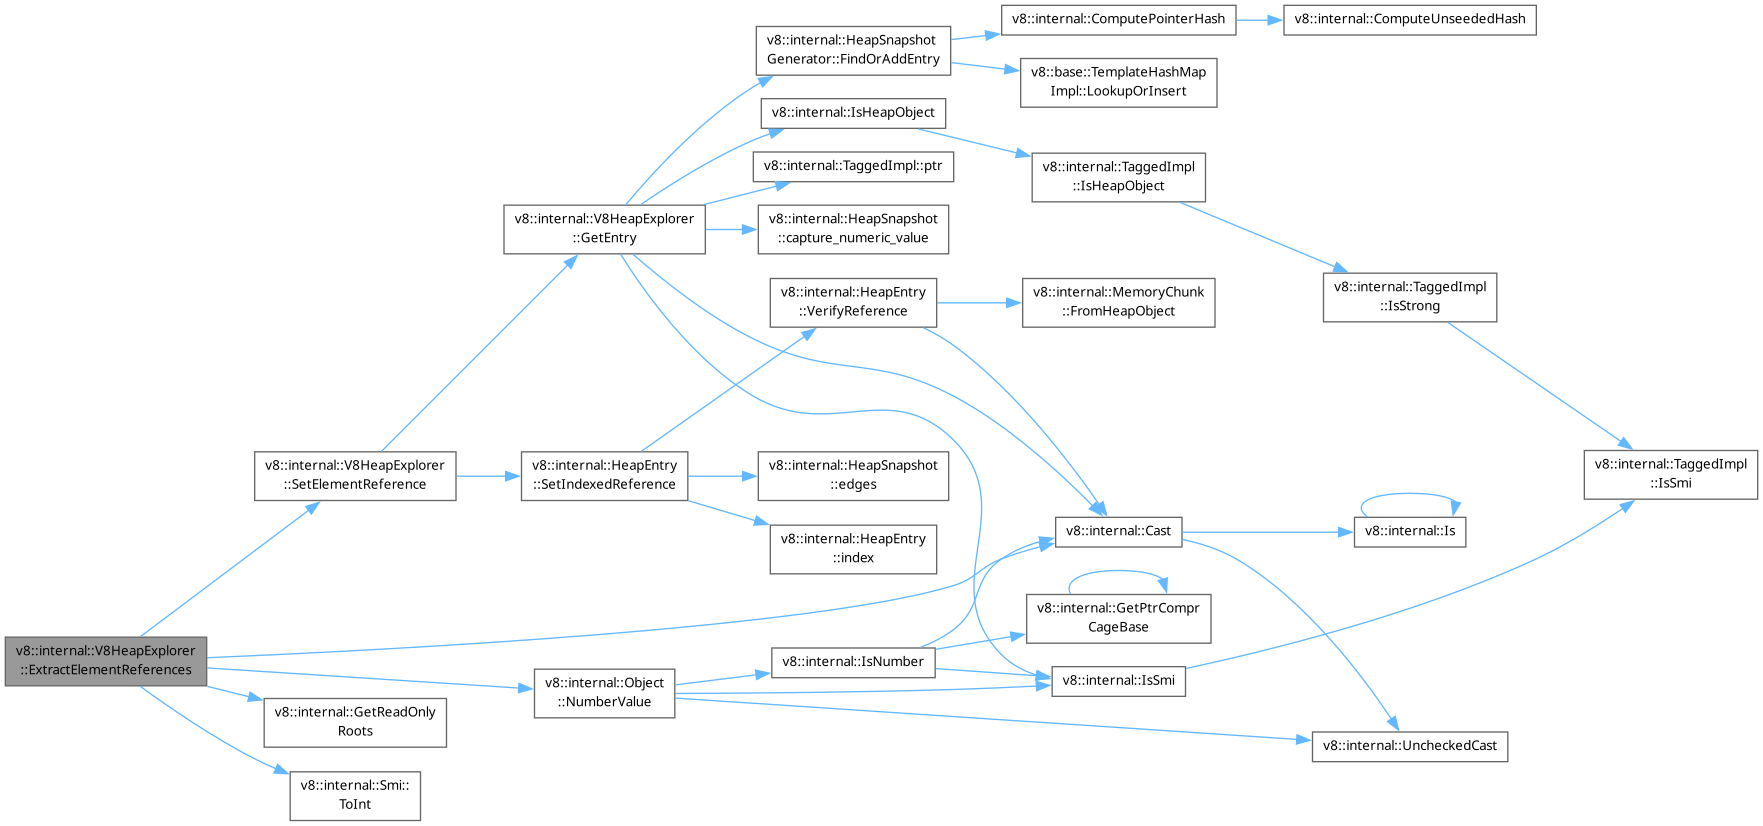 v8::internal::ComputePointerHash
v8::internal::ComputeUnseededHash
v8::internal::HeapSnapshot
Generator::FindOrAddEntry
v8::base::TemplateHashMap
Impl::LookupOrInsert
v8::internal::IsHeapObject
v8::internal::TaggedImpl::ptr
v8::internal::TaggedImpl
::IsHeapObject
v8::internal::V8HeapExplorer
::GetEntry
v8::internal::HeapSnapshot
::capture_numeric_value
v8::internal::HeapEntry
::VerifyReference
v8::internal::MemoryChunk
::FromHeapObject
v8::internal::TaggedImpl
::IsStrong
v8::internal::V8HeapExplorer
::SetElementReference
v8::internal::HeapEntry
::SetIndexedReference
v8::internal::HeapSnapshot
::edges
v8::internal::TaggedImpl
::IsSmi
v8::internal::HeapEntry
::index
v8::internal::Cast
v8::internal::Is
v8::internal::GetPtrCompr
CageBase
v8::internal::V8HeapExplorer
::ExtractElementReferences
v8::internal::IsNumber
v8::internal::IsSmi
v8::internal::Object
::NumberValue
v8::internal::GetReadOnly
Roots
v8::internal::UncheckedCast
v8::internal::Smi::
ToInt